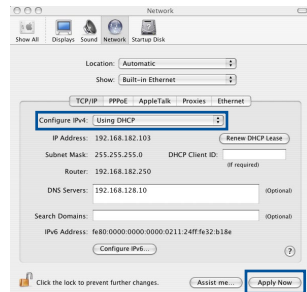 Network
Show All Displays Sound Network Startup Disk
Location: Automatic
Show: Built-in Ethernet
TCP/IP PPPoE AppleTalk Proxies Ethernet
Configure IPv4: Using DHCP
IP Address: 192.168.182.103 Renew DHCP Lease
Subnet Mask: 255.255.255.0 DHCP Client ID:
(If required)
Router: 192.168.182.250
DNS Servers: 192.168.128.10 (Optional)
Search Domains: (Optional)
IPv6 Address: fe80:0000:0000:0000:0211:24ff:fe32:b18e
Configure IPv6... ?
Click the lock to prevent further changes. Assist me... Apply Now